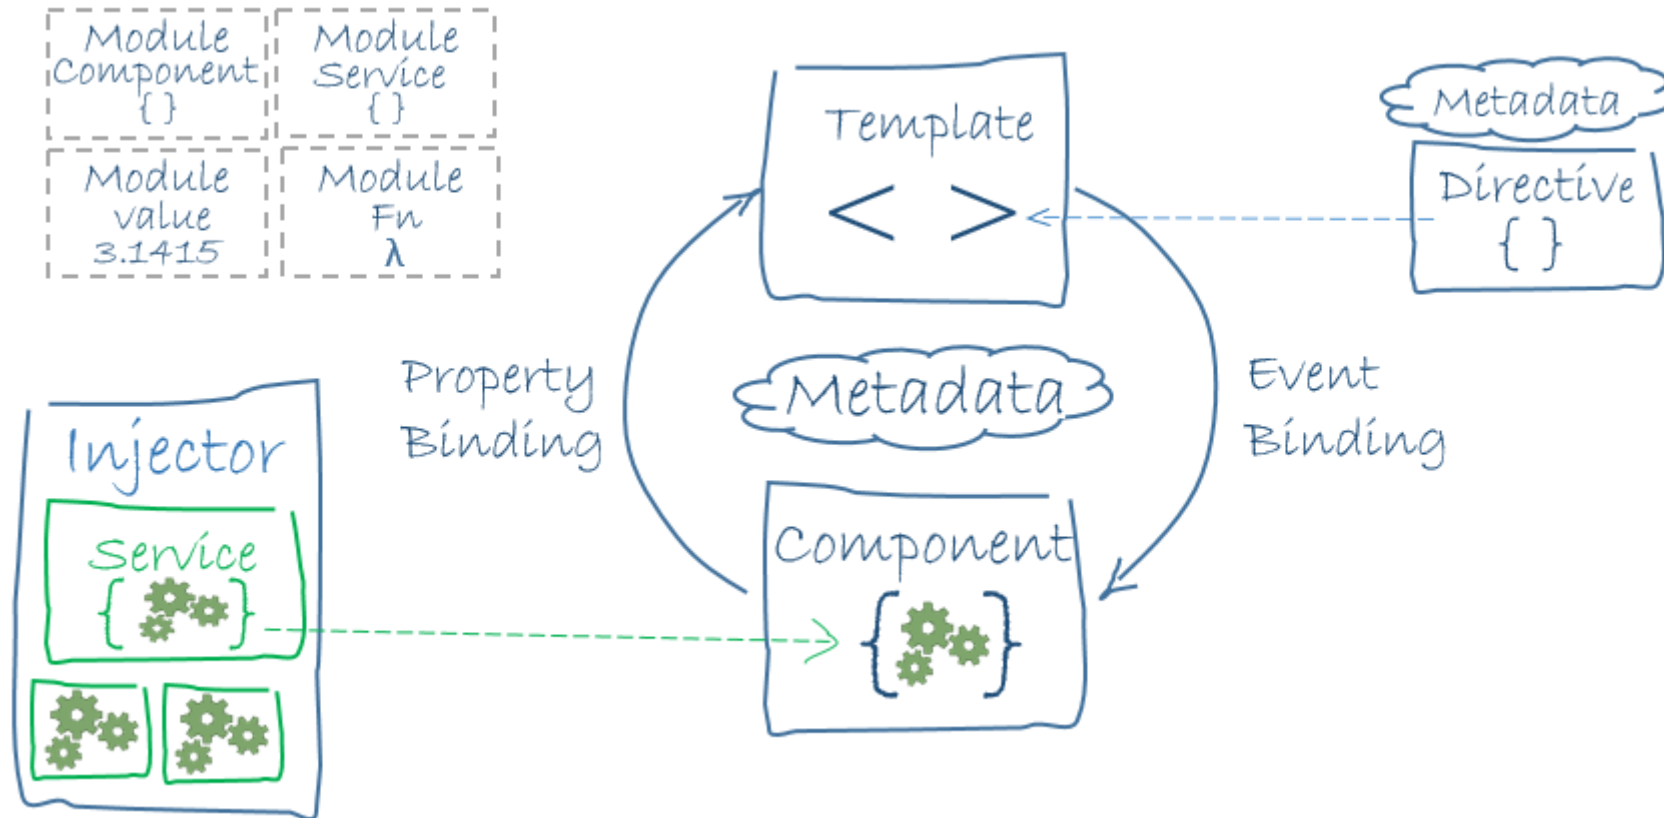 Module
Component
{ }
Module
Service
{ }
Module
value
3.1415
Module
Fn
λ
Template
< >
Metadata
Directive
{ }
Property
Binding
Metadata
Event
Binding
Injector
Service
{ }
Component
{ }